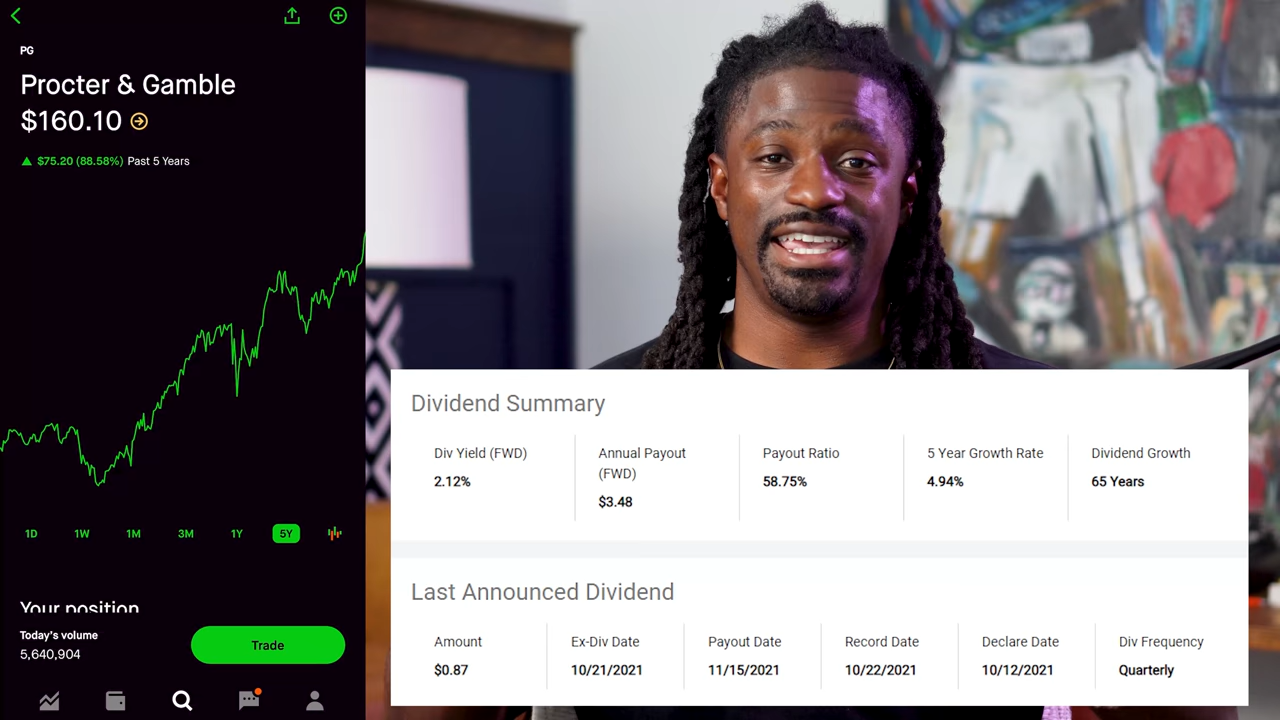 PG
Procter & Gamble
$160.10
$75.20 (88.58%) Past 5 Years
1D 1W 1M 3M 1Y 5Y
Your position
Today's volume
5,640,904
Trade
Dividend Summary
Div Yield (FWD)
2.12%
Annual Payout
(FWD)
$3.48
Payout Ratio
58.75%
5 Year Growth Rate
4.94%
Dividend Growth
65 Years
Last Announced Dividend
Amount
$0.87
Ex-Div Date
10/21/2021
Payout Date
11/15/2021
Record Date
10/22/2021
Declare Date
10/12/2021
Div Frequency
Quarterly